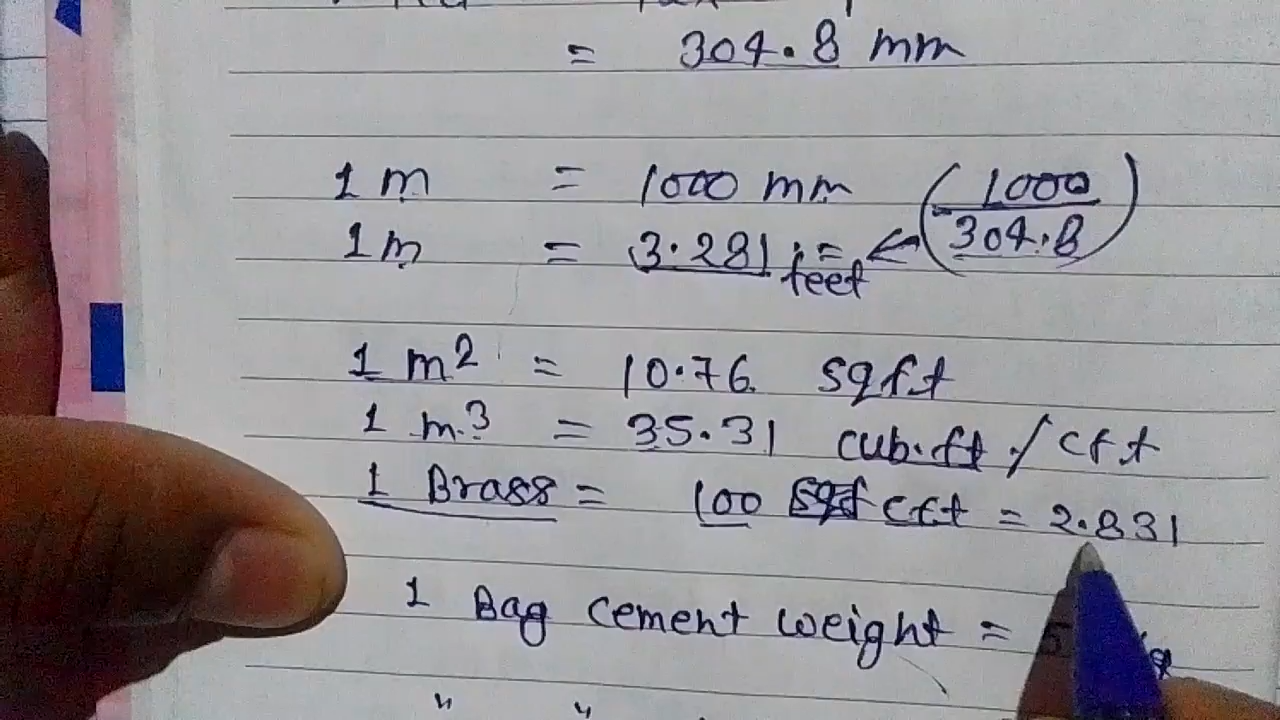 = 304.8 mm
1 m = 1000 mm (1000/304.8)
1 m = 3.281 feet ←
1 m² = 10.76 sqft
1 m³ = 35.31 cub.ft / cft
1 Brass = 100 cft = 2.831
1 Bag cement weight =
" "